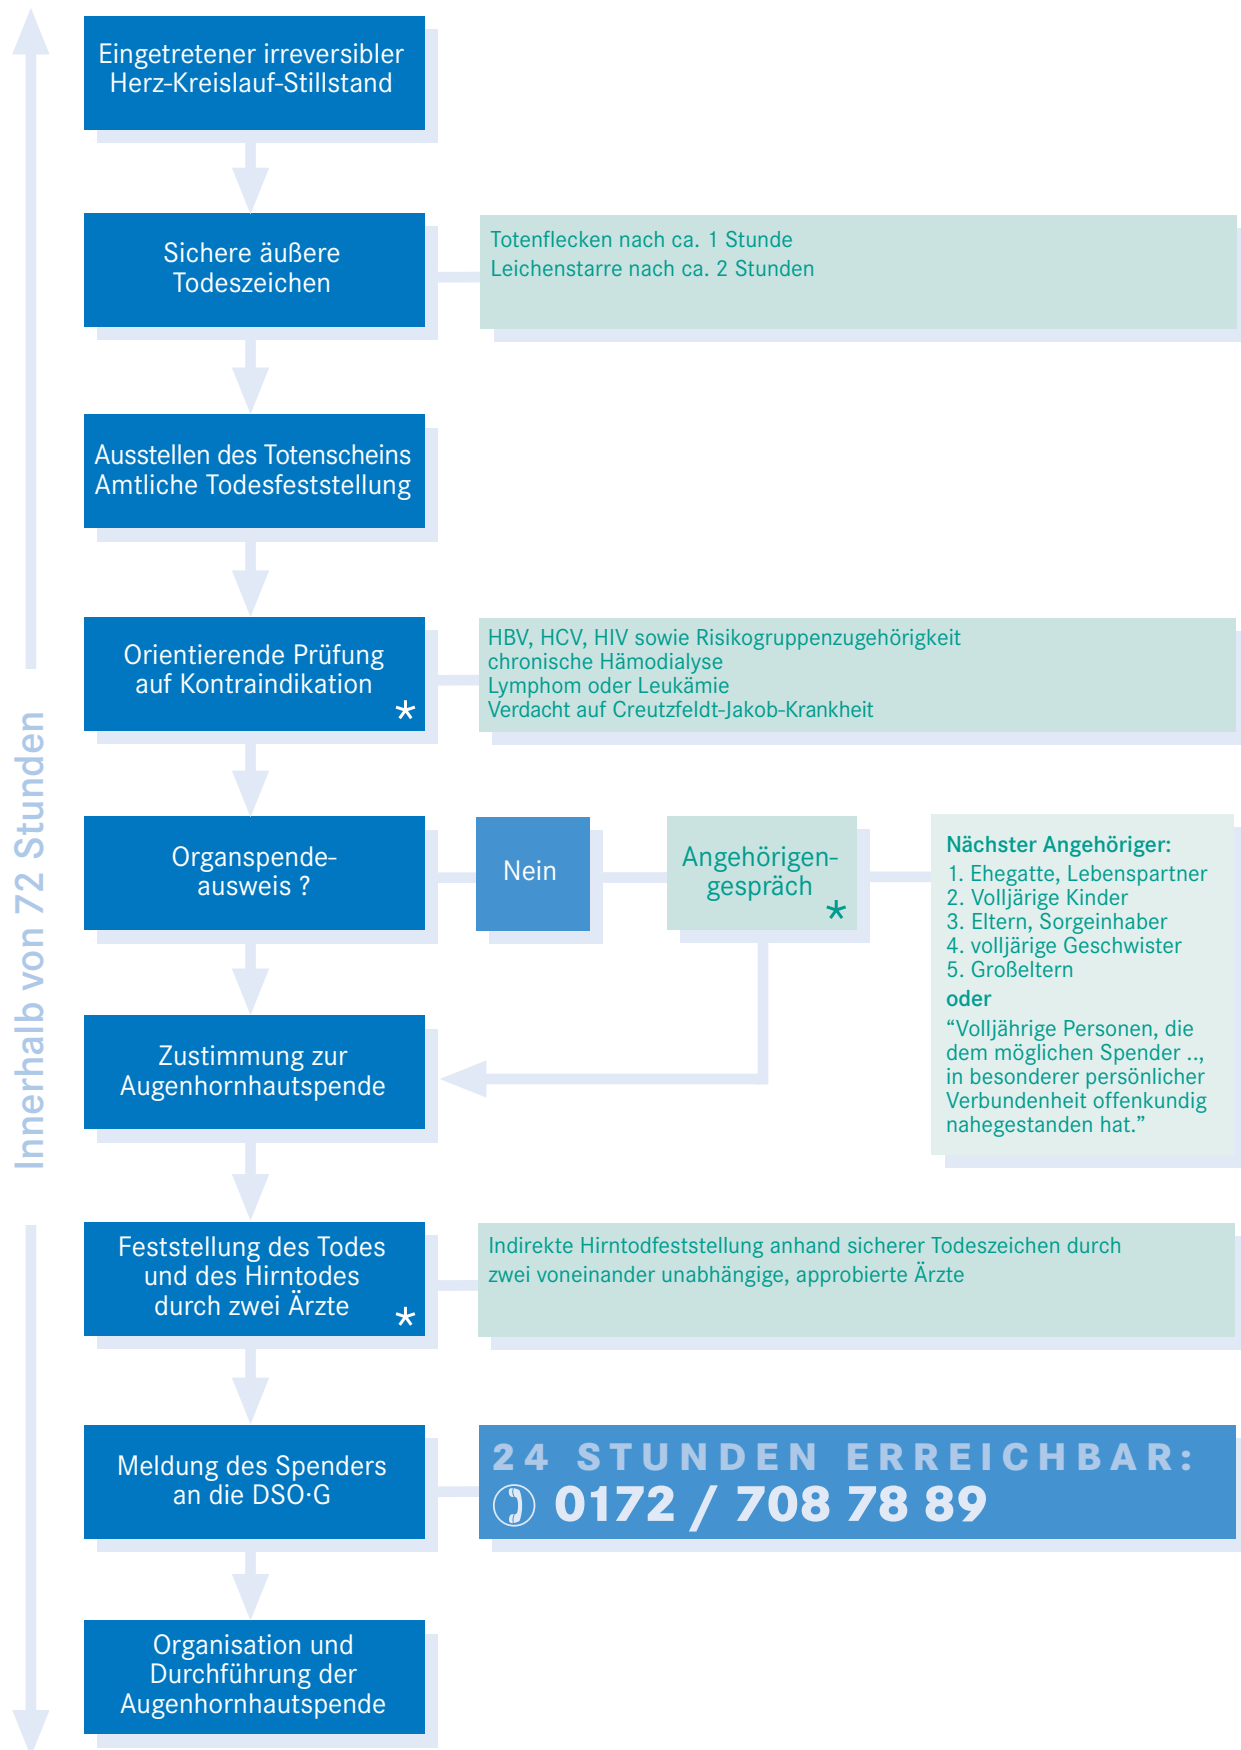 Innerhalb von 72 Stunden
Eingetretener irreversibler
Herz-Kreislauf-Stillstand
Sichere äußere
Todeszeichen
Totenflecken nach ca. 1 Stunde
Leichenstarre nach ca. 2 Stunden
Ausstellen des Totenscheins
Amtliche Todesfeststellung
Orientierende Prüfung
auf Kontraindikation
*
HBV, HCV, HIV sowie Risikogruppenzugehörigkeit
chronische Hämodialyse
Lymphom oder Leukämie
Verdacht auf Creutzfeldt-Jakob-Krankheit
Organspende-
ausweis ?
Nein
Angehörigen-
gespräch
*
Nächster Angehöriger:
1. Ehegatte, Lebenspartner
2. Volljärige Kinder
3. Eltern, Sorgeinhaber
4. volljärige Geschwister
5. Großeltern
oder
“Volljährige Personen, die
dem möglichen Spender ..,
in besonderer persönlicher
Verbundenheit offenkundig
nahegestanden hat.”
Zustimmung zur
Augenhornhautspende
Feststellung des Todes
und des Hirntodes
durch zwei Ärzte
*
Indirekte Hirntodfeststellung anhand sicherer Todeszeichen durch
zwei voneinander unabhängige, approbierte Ärzte
Meldung des Spenders
an die DSO·G
24 STUNDEN ERREICHBAR:
0172 / 708 78 89
Organisation und
Durchführung der
Augenhornhautspende